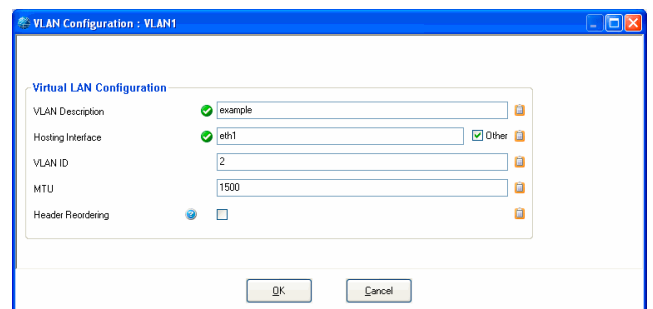 VLAN Configuration : VLAN1
Virtual LAN Configuration
VLAN Description example
Hosting Interface eth1 Other
VLAN ID 2
MTU 1500
Header Reordering
OK Cancel